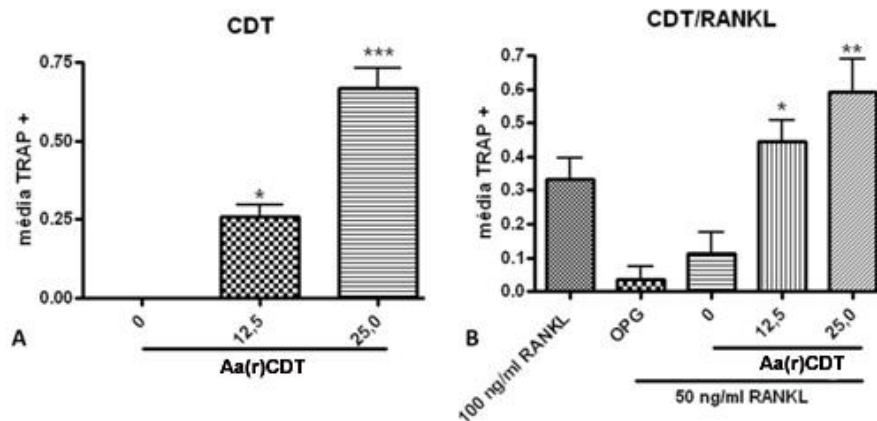 CDT
média TRAP +
0.75
0.50
0.25
0.00
*
***
0
12,5
25,0
Aa(r)CDT
A
CDT/RANKL
média TRAP +
0.7
0.6
0.5
0.4
0.3
0.2
0.1
0.0
*
**
100 ng/ml RANKL
OPG
0
12,5
25,0
Aa(r)CDT
50 ng/ml RANKL
B